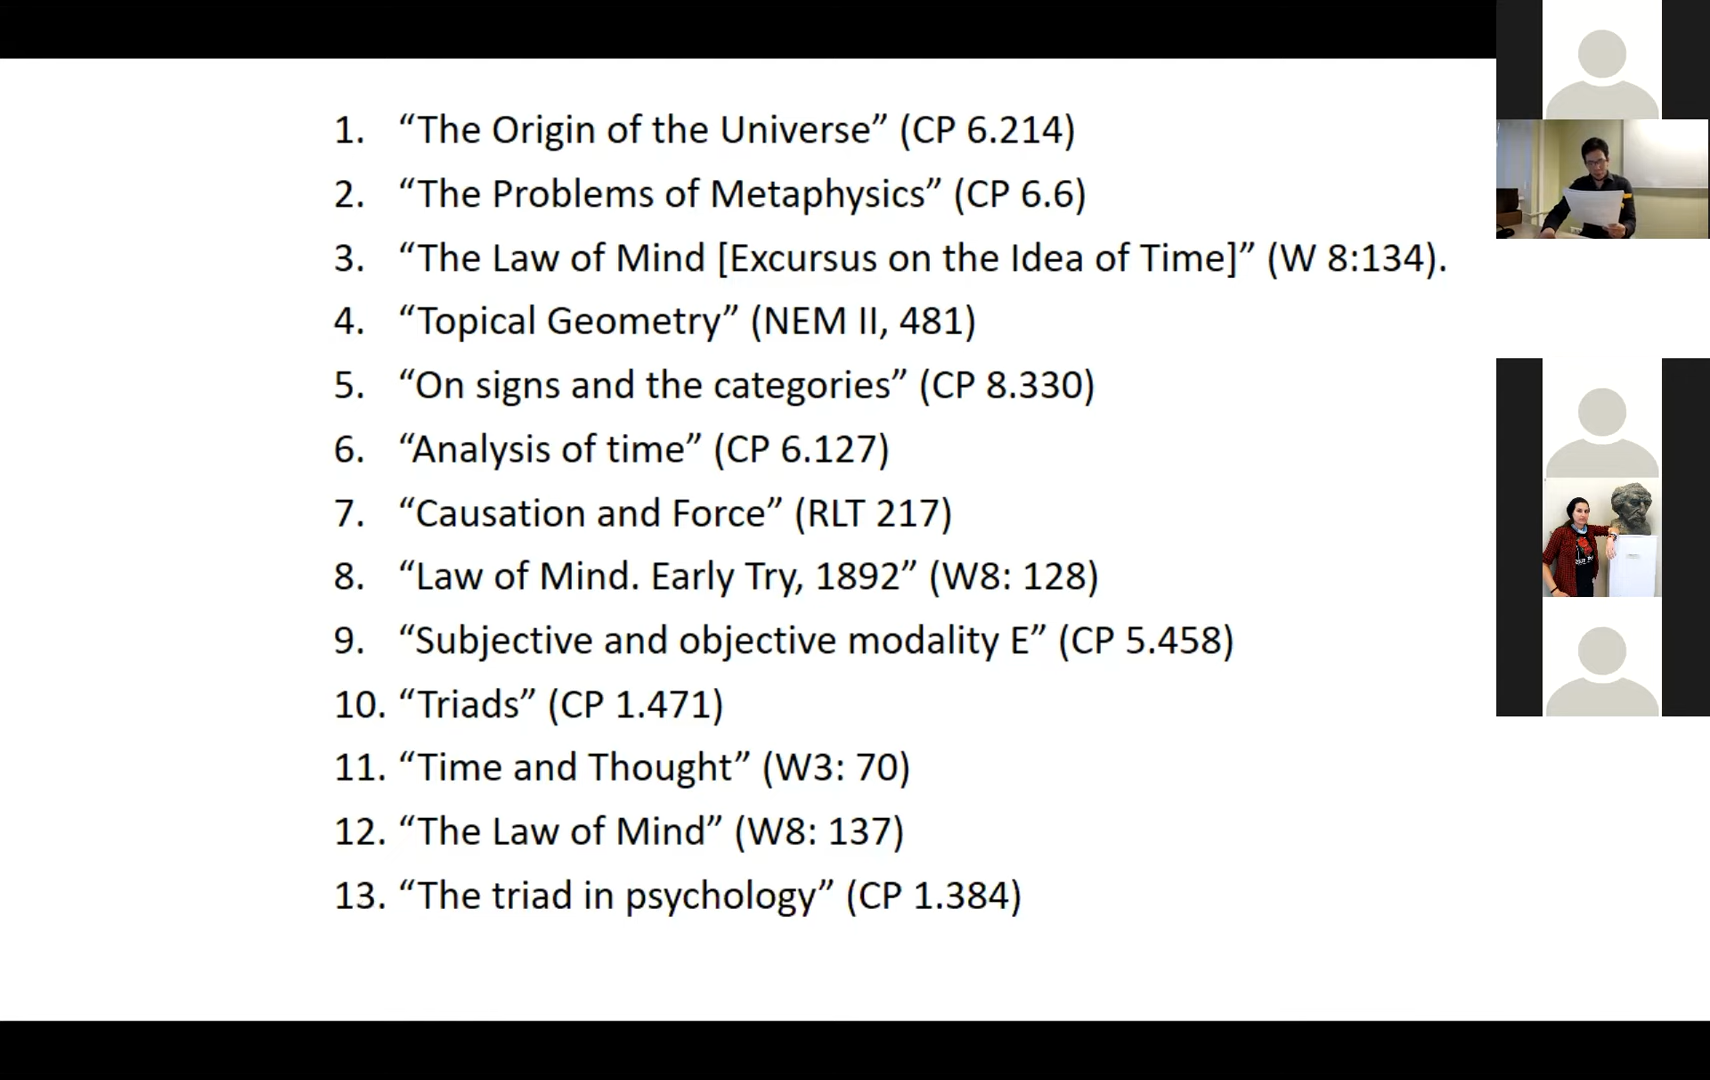 1. “The Origin of the Universe” (CP 6.214)
2. “The Problems of Metaphysics” (CP 6.6)
3. “The Law of Mind [Excursus on the Idea of Time]” (W 8:134).
4. “Topical Geometry” (NEM II, 481)
5. “On signs and the categories” (CP 8.330)
6. “Analysis of time” (CP 6.127)
7. “Causation and Force” (RLT 217)
8. “Law of Mind. Early Try, 1892” (W8: 128)
9. “Subjective and objective modality E” (CP 5.458)
10. “Triads” (CP 1.471)
11. “Time and Thought” (W3: 70)
12. “The Law of Mind” (W8: 137)
13. “The triad in psychology” (CP 1.384)